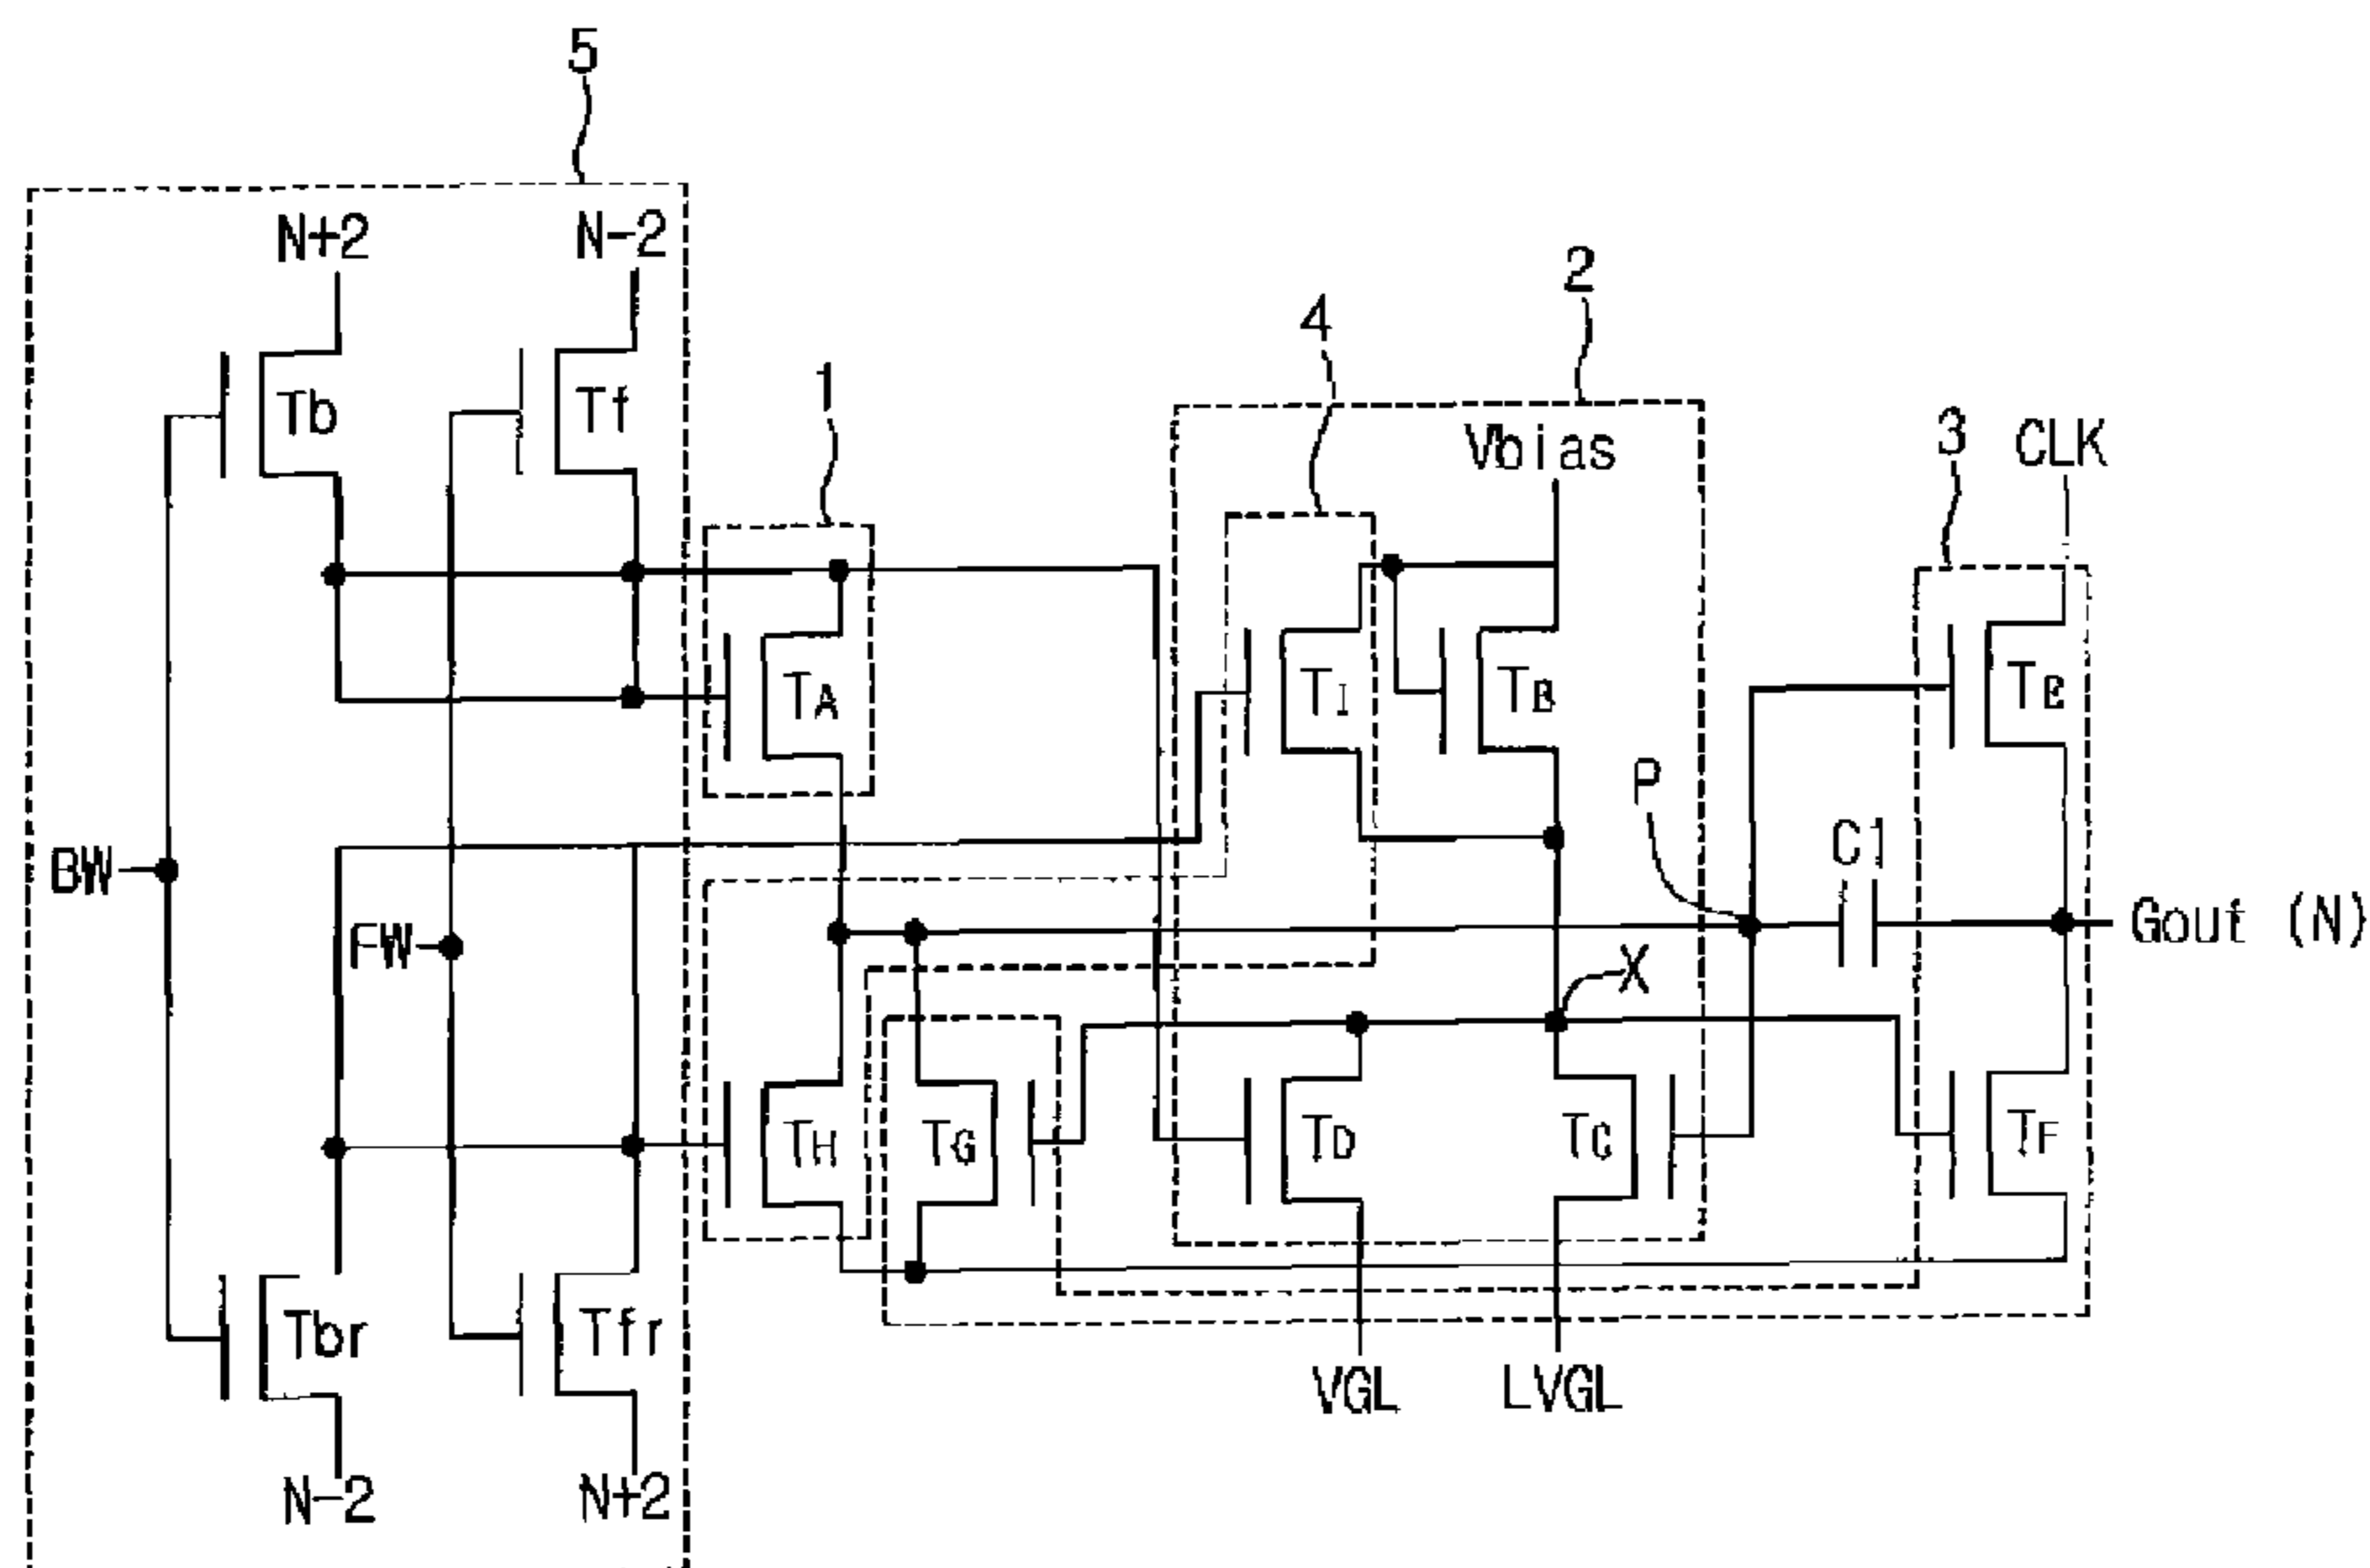 5
N+2
N-2
2
4
1
3
CLK
Vbias
Tb
Tf
TA
TI
TB
TE
P
C1
BW
FW
Gout (N)
X
TH
TG
TD
TC
TF
Tbr
Tfr
VGL
LVGL
N-2
N+2